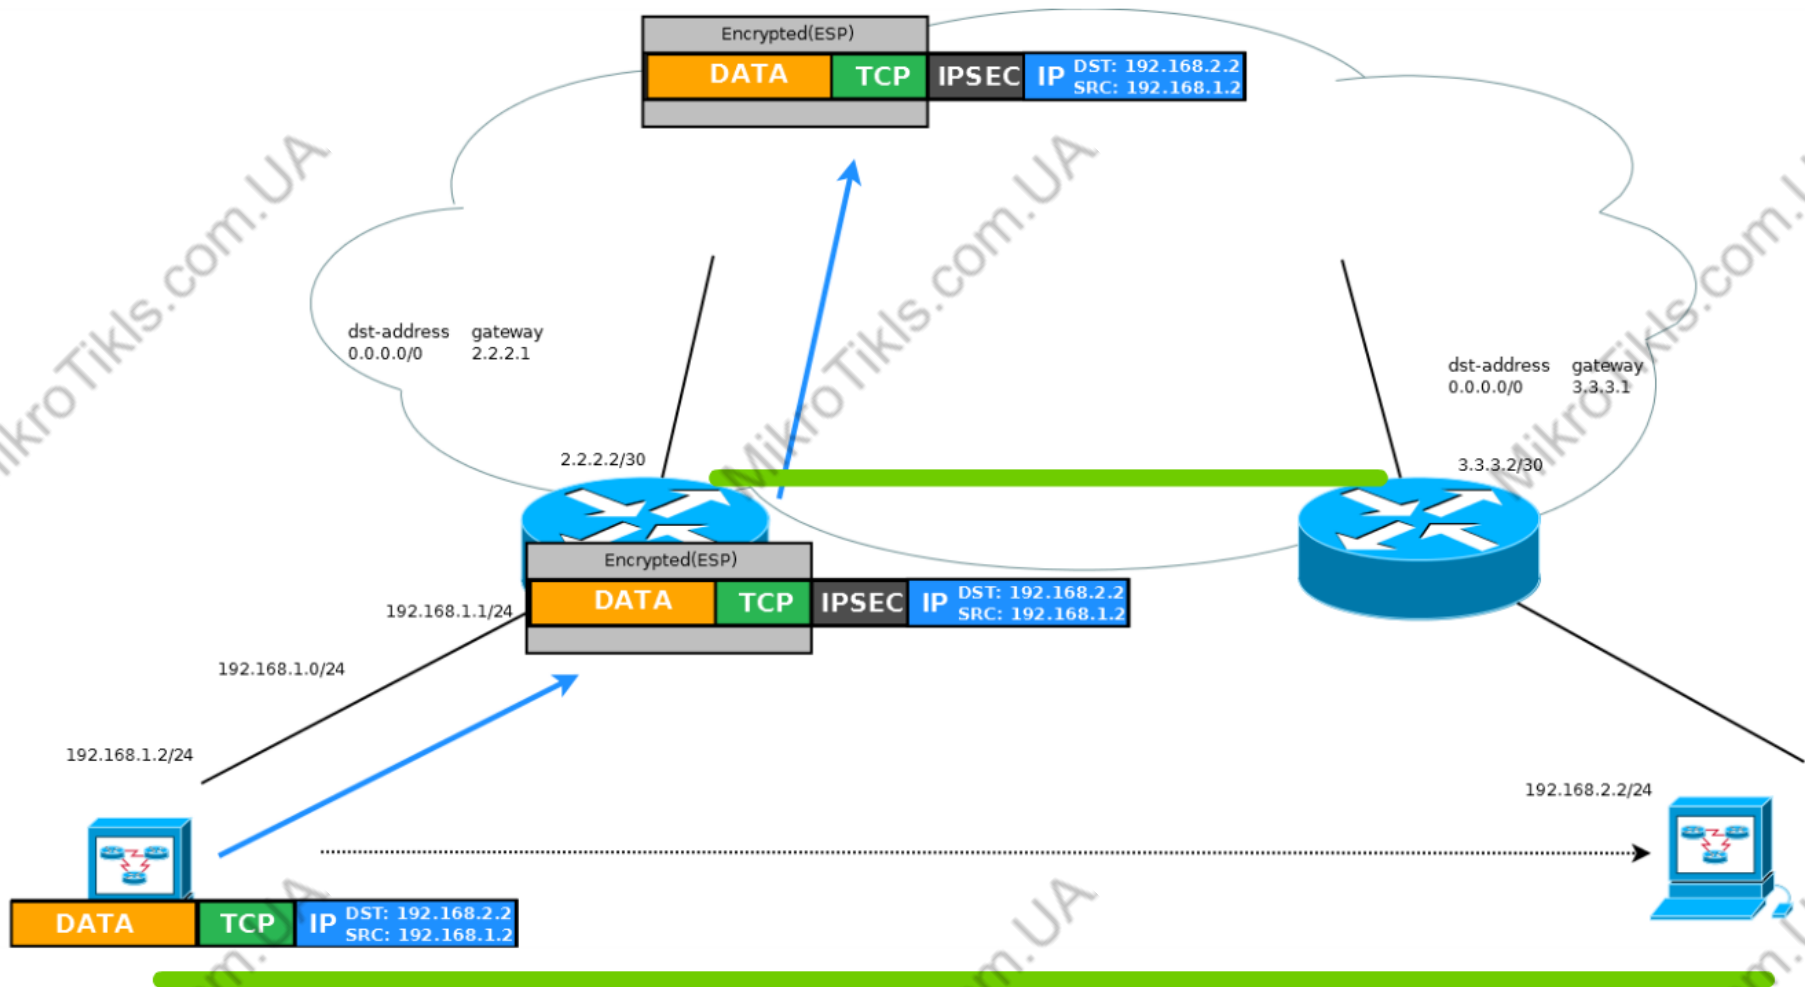 Encrypted(ESP)
DATA TCP IPSEC IP DST: 192.168.2.2
SRC: 192.168.1.2
MikroTikls.com.UA
MikroTikls.com.UA
MikroTikls.com.U
dst-address gateway
0.0.0.0/0 2.2.2.1
dst-address gateway
0.0.0.0/0 3.3.3.1
2.2.2.2/30
3.3.3.2/30
Encrypted(ESP)
DATA TCP IPSEC IP DST: 192.168.2.2
SRC: 192.168.1.2
192.168.1.1/24
192.168.1.0/24
192.168.1.2/24
192.168.2.2/24
DATA TCP IP DST: 192.168.2.2
SRC: 192.168.1.2
m.UA
m.UA
m.U